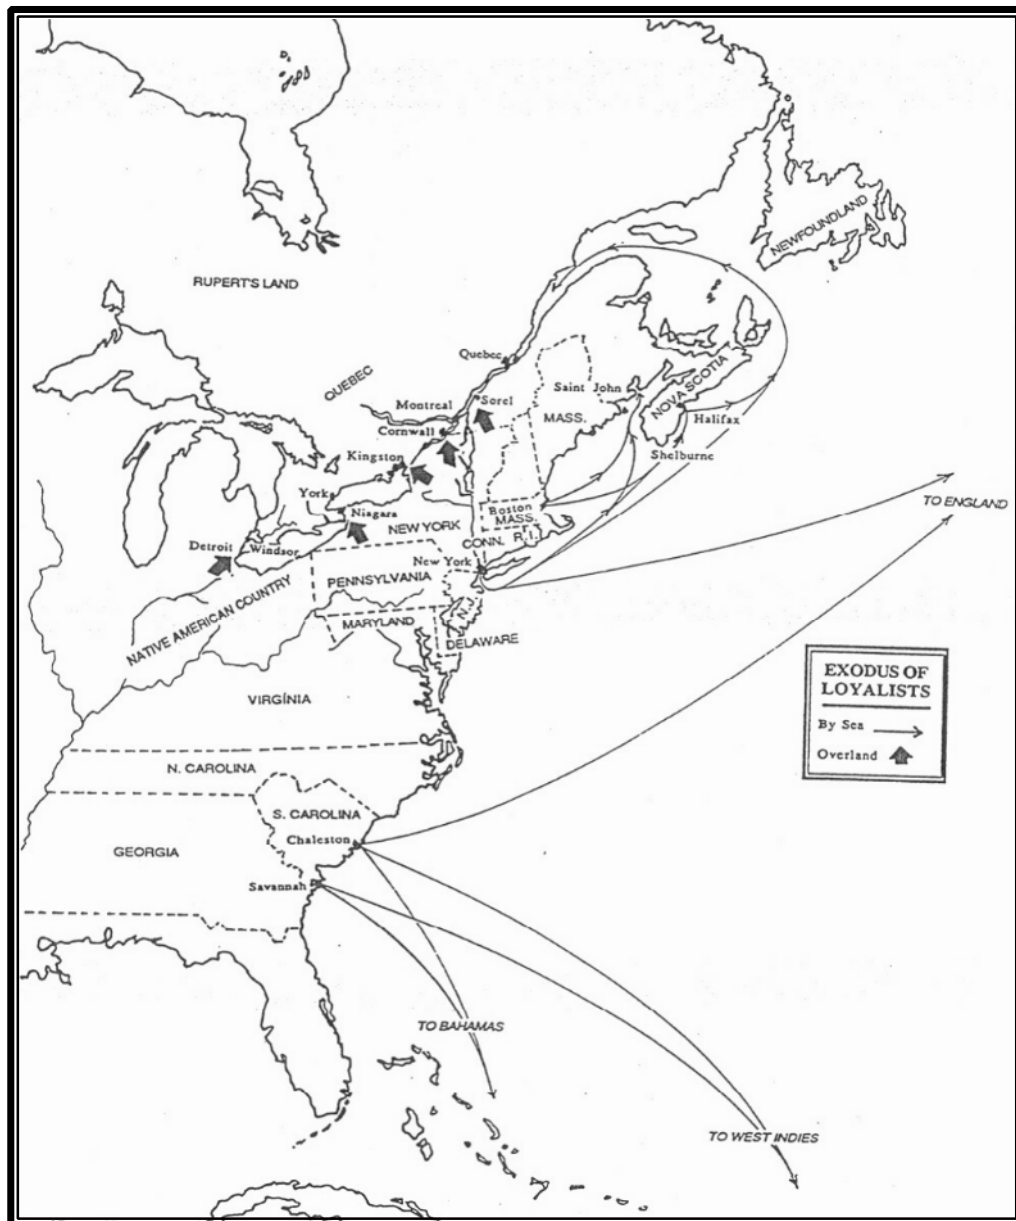 NEWFOUNDLAND
RUPERT'S LAND
Quebec
QUEBEC
Saint John
NOVA SCOTIA
Montreal
Sorel
MASS.
Halifax
Cornwall
Shelburne
Kingston
York
Niagara
Boston
MASS.
TO ENGLAND
NEW YORK
CONN. R.I.
Detroit
Windsor
New York
PENNSYLVANIA
NATIVE AMERICAN COUNTRY
MARYLAND
N.J.
DELAWARE
EXODUS OF
LOYALISTS
By Sea
Overland
VIRGÍNIA
N. CAROLINA
S. CAROLINA
Chaleston
GEORGIA
Savannah
TO BAHAMAS
TO WEST INDIES